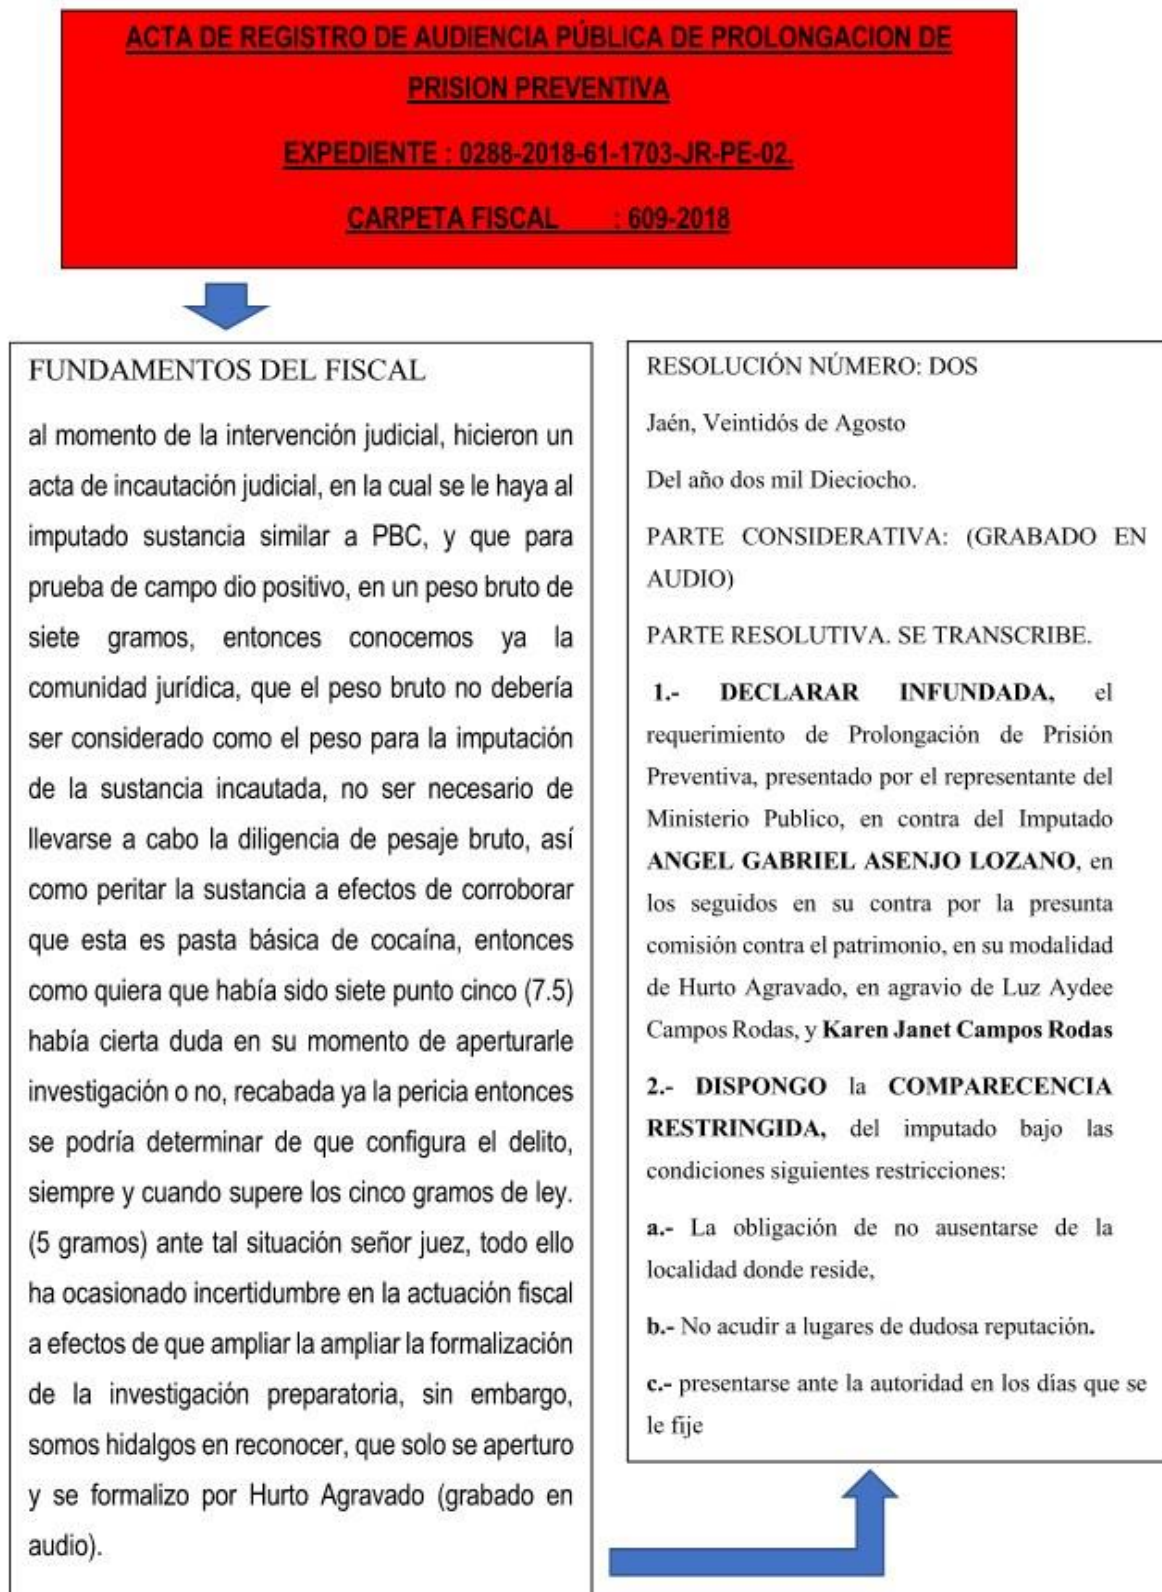 ACTA DE REGISTRO DE AUDIENCIA PÚBLICA DE PROLONGACION DE
PRISION PREVENTIVA
EXPEDIENTE : 0288-2018-61-1703-JR-PE-02.
CARPETA FISCAL : 609-2018
FUNDAMENTOS DEL FISCAL
al momento de la intervención judicial, hicieron un
acta de incautación judicial, en la cual se le haya al
imputado sustancia similar a PBC, y que para
prueba de campo dio positivo, en un peso bruto de
siete gramos, entonces conocemos ya la
comunidad jurídica, que el peso bruto no debería
ser considerado como el peso para la imputación
de la sustancia incautada, no ser necesario de
llevarse a cabo la diligencia de pesaje bruto, así
como peritar la sustancia a efectos de corroborar
que esta es pasta básica de cocaína, entonces
como quiera que había sido siete punto cinco (7.5)
había cierta duda en su momento de aperturarle
investigación o no, recabada ya la pericia entonces
se podría determinar de que configura el delito,
siempre y cuando supere los cinco gramos de ley.
(5 gramos) ante tal situación señor juez, todo ello
ha ocasionado incertidumbre en la actuación fiscal
a efectos de que ampliar la ampliar la formalización
de la investigación preparatoria, sin embargo,
somos hidalgos en reconocer, que solo se aperturo
y se formalizo por Hurto Agravado (grabado en
audio).
RESOLUCIÓN NÚMERO: DOS
Jaén, Veintidós de Agosto
Del año dos mil Dieciocho.
PARTE CONSIDERATIVA: (GRABADO EN
AUDIO)
PARTE RESOLUTIVA. SE TRANSCRIBE.
1.- DECLARAR INFUNDADA, el
requerimiento de Prolongación de Prisión
Preventiva, presentado por el representante del
Ministerio Publico, en contra del Imputado
ANGEL GABRIEL ASENJO LOZANO, en
los seguidos en su contra por la presunta
comisión contra el patrimonio, en su modalidad
de Hurto Agravado, en agravio de Luz Aydee
Campos Rodas, y Karen Janet Campos Rodas
2.- DISPONGO la COMPARECENCIA
RESTRINGIDA, del imputado bajo las
condiciones siguientes restricciones:
a.- La obligación de no ausentarse de la
localidad donde reside,
b.- No acudir a lugares de dudosa reputación.
c.- presentarse ante la autoridad en los días que se
le fije